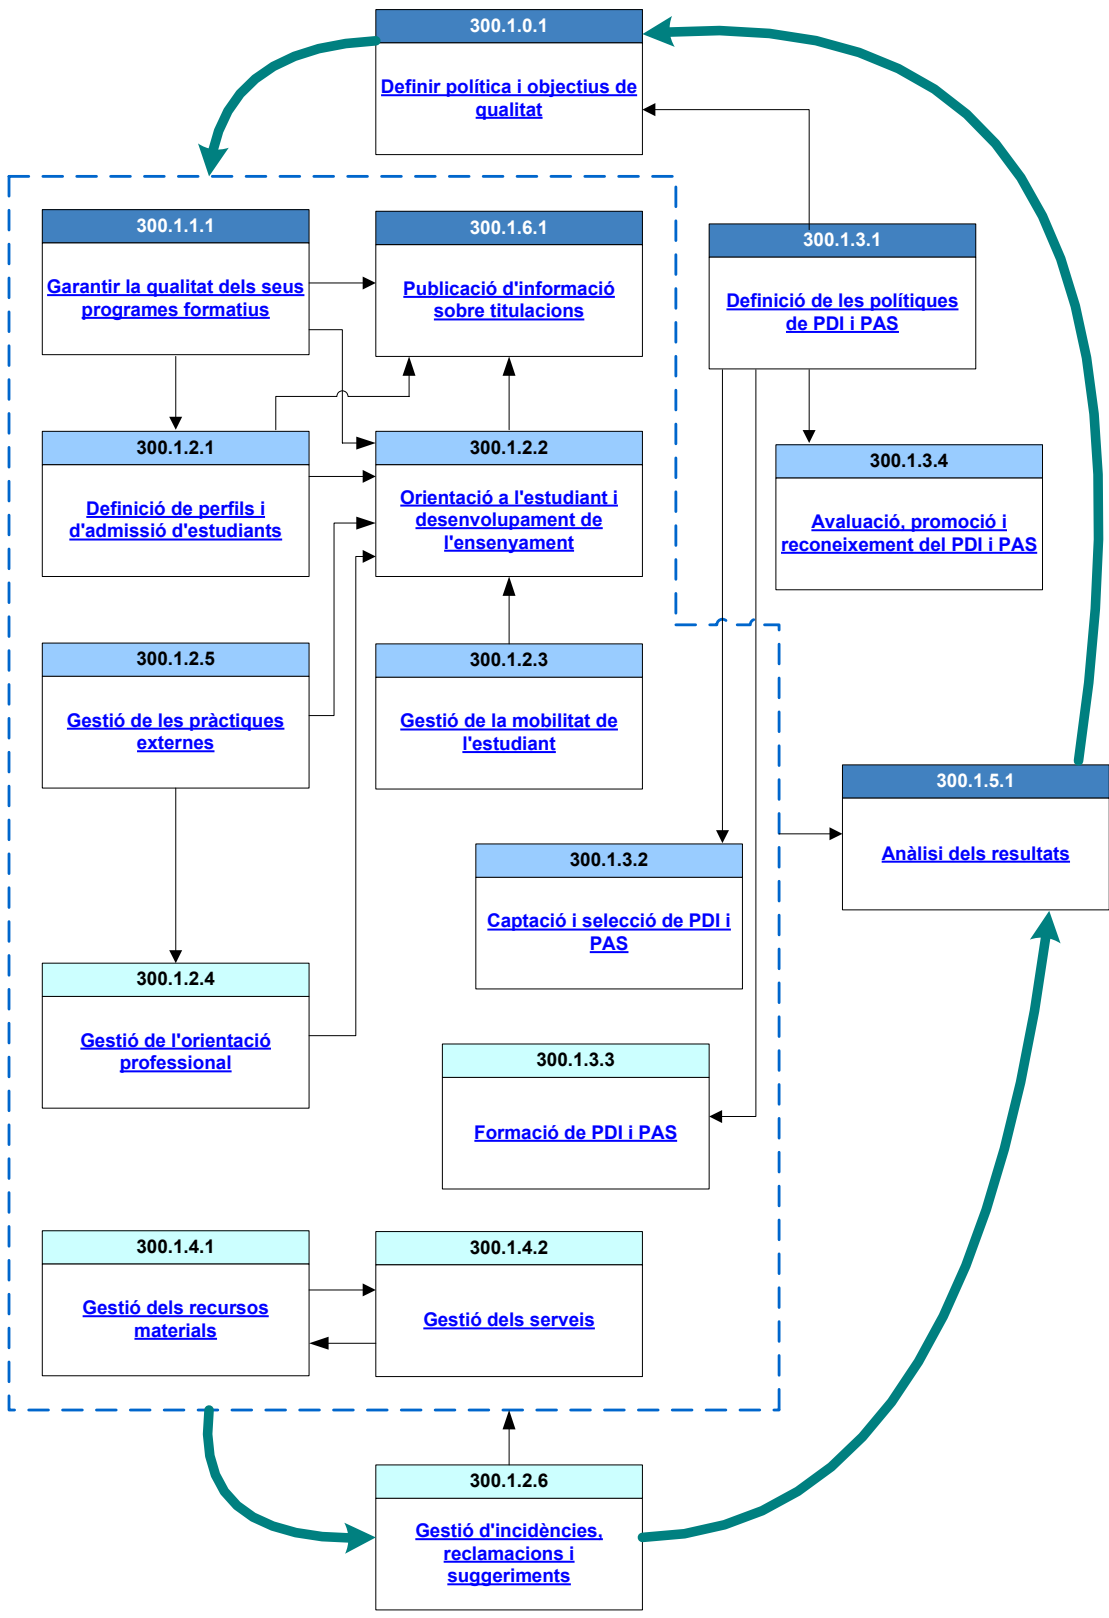 300.1.0.1
Definir política i objectius de
qualitat
300.1.1.1
Garantir la qualitat dels seus
programes formatius
300.1.6.1
Publicació d'informació
sobre titulacions
300.1.3.1
Definició de les polítiques
de PDI i PAS
300.1.2.1
Definició de perfils i
d'admissió d'estudiants
300.1.2.2
Orientació a l'estudiant i
desenvolupament de
l'ensenyament
300.1.3.4
Avaluació, promoció i
reconeixement del PDI i PAS
300.1.2.5
Gestió de les pràctiques
externes
300.1.2.3
Gestió de la mobilitat de
l'estudiant
300.1.5.1
Anàlisi dels resultats
300.1.3.2
Captació i selecció de PDI i
PAS
300.1.2.4
Gestió de l'orientació
professional
300.1.3.3
Formació de PDI i PAS
300.1.4.1
Gestió dels recursos
materials
300.1.4.2
Gestió dels serveis
300.1.2.6
Gestió d'incidències,
reclamacions i
suggeriments